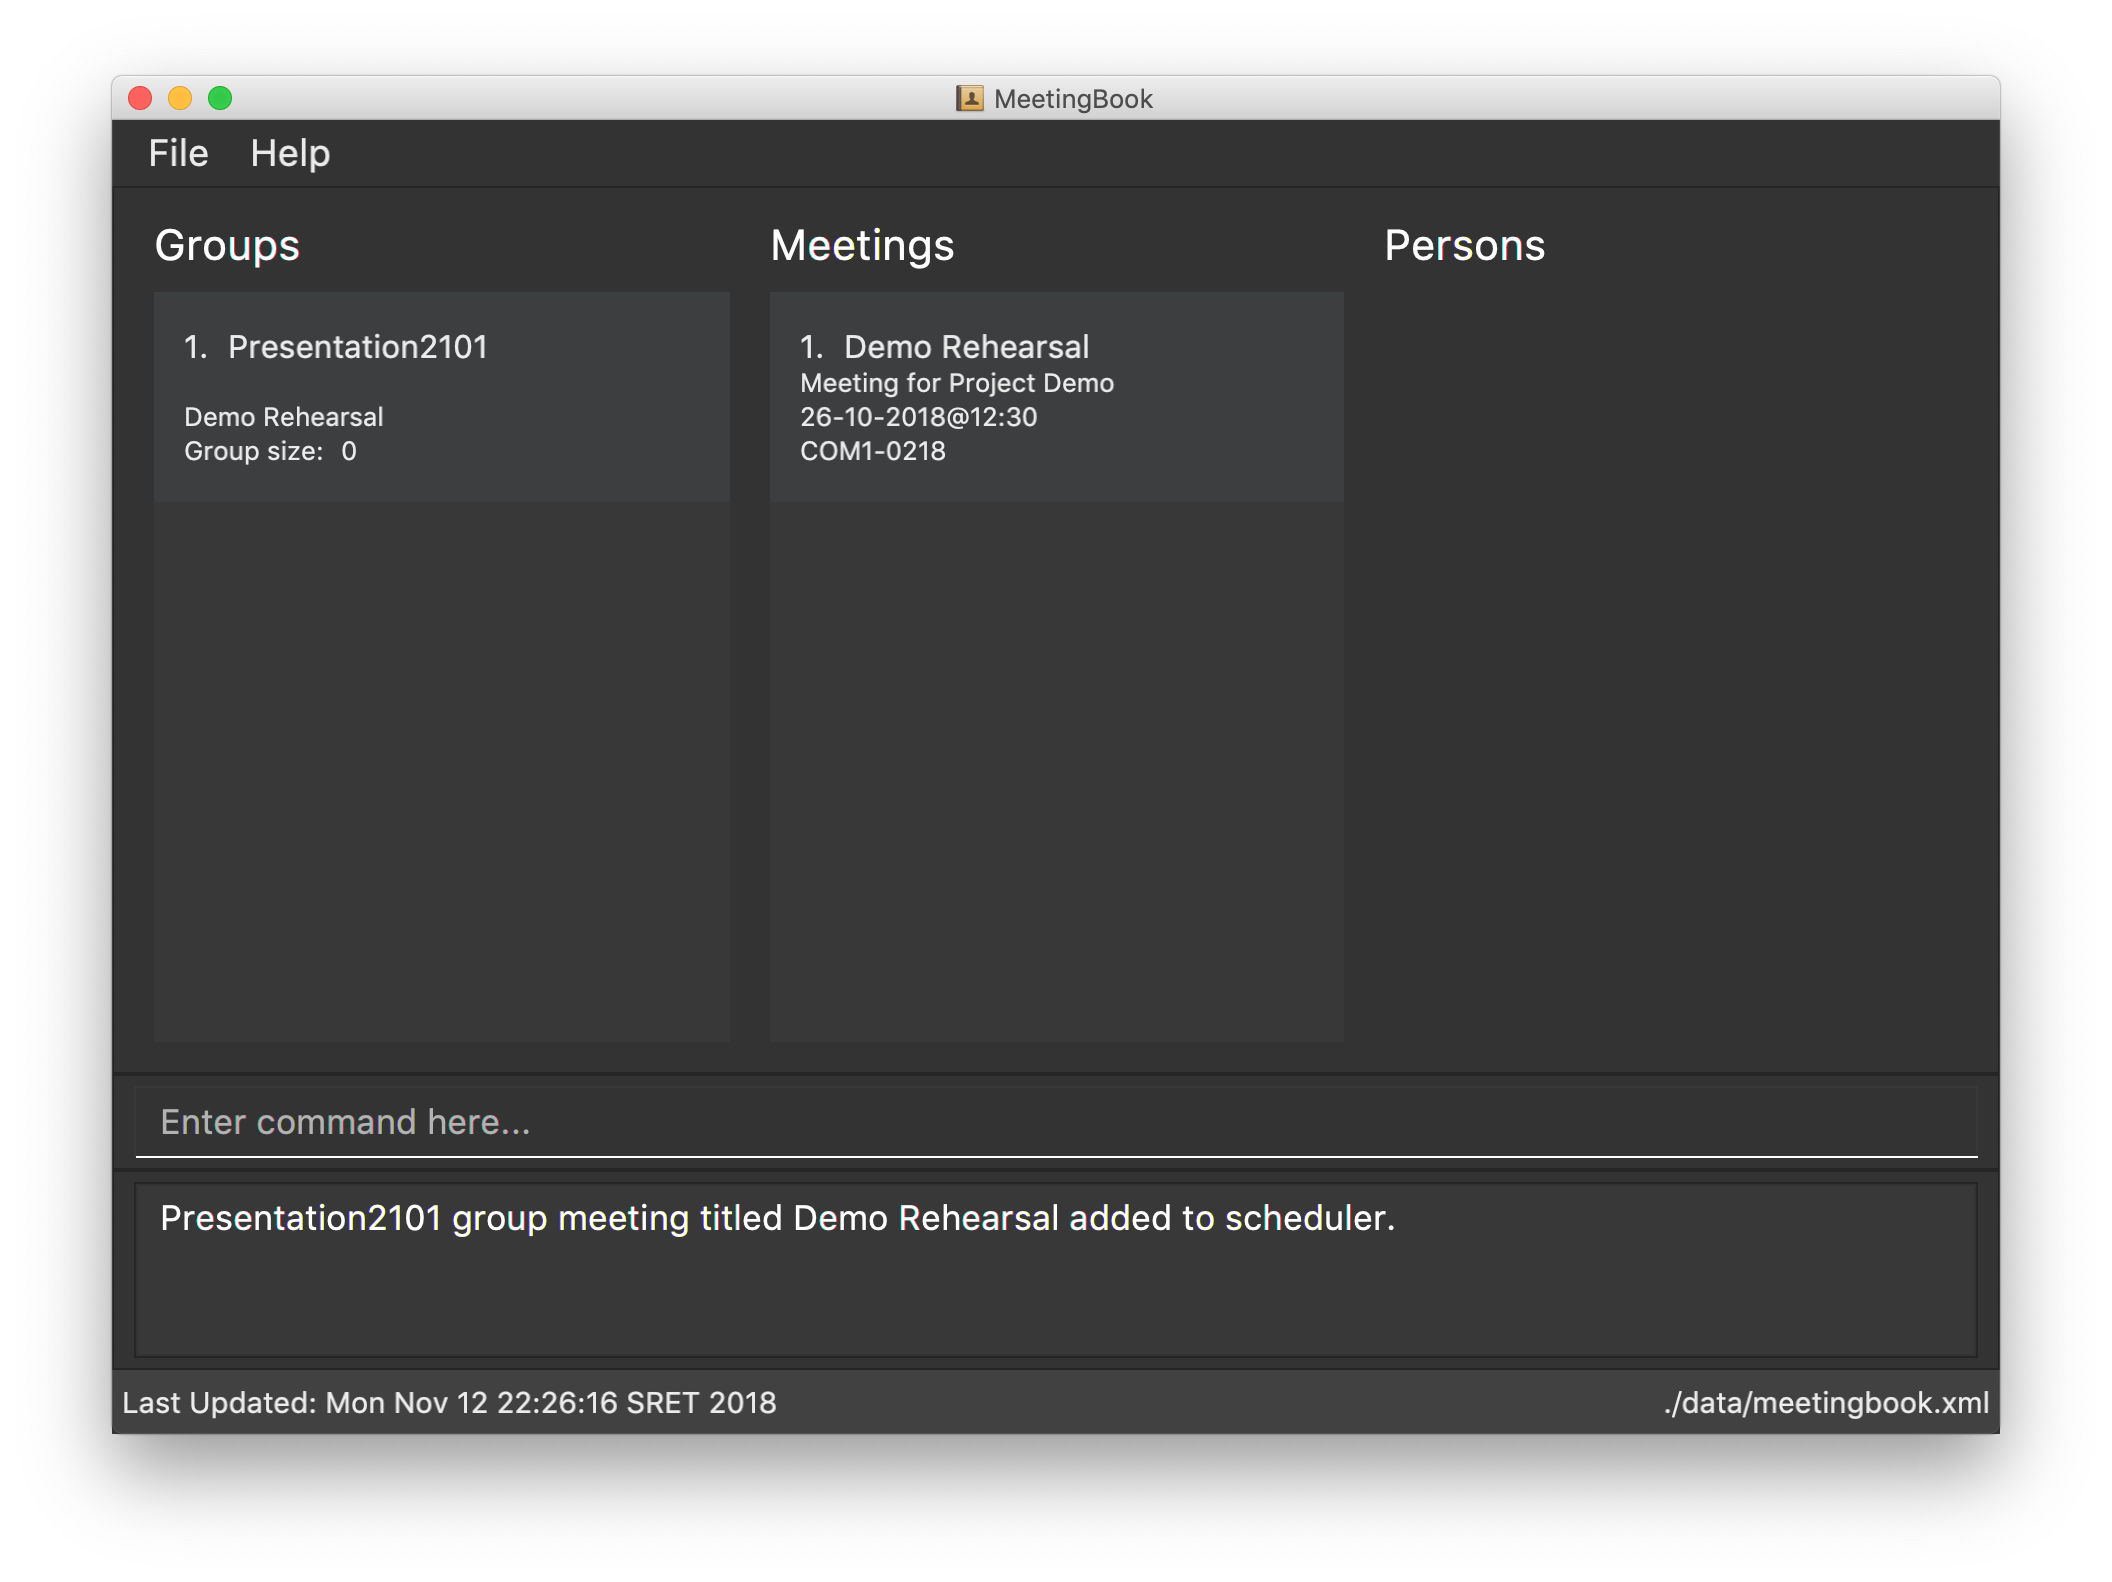 MeetingBook
File Help
Groups
1. Presentation2101
Demo Rehearsal
Group size: 0
Meetings
1. Demo Rehearsal
Meeting for Project Demo
26-10-2018@12:30
COM1-0218
Persons
Enter command here...
Presentation2101 group meeting titled Demo Rehearsal added to scheduler.
Last Updated: Mon Nov 12 22:26:16 SRET 2018
./data/meetingbook.xml